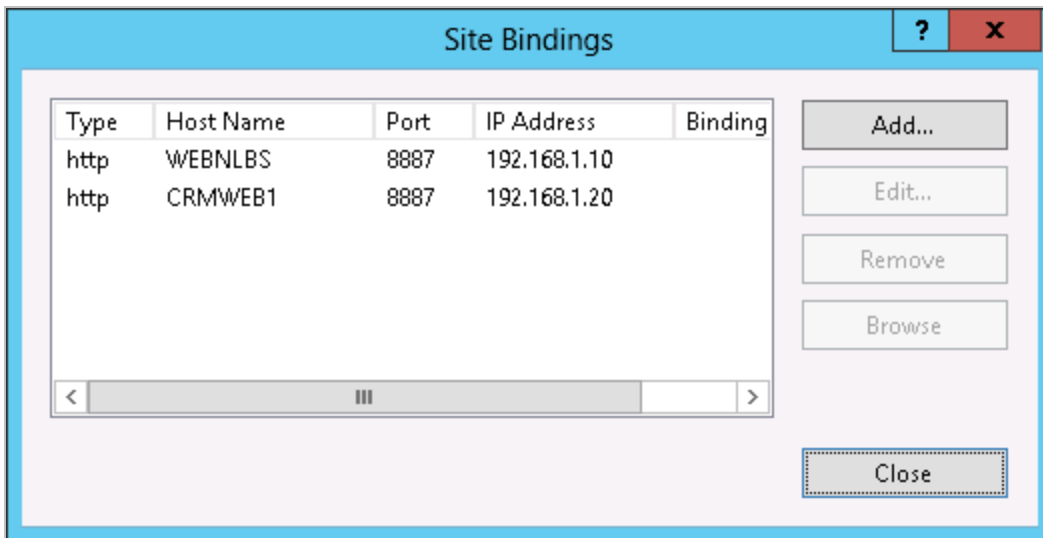 Site Bindings
?
x
Type Host Name Port IP Address Binding
http WEBNLBS 8887 192.168.1.10
http CRMWEB1 8887 192.168.1.20
Add...
Edit...
Remove
Browse
Close